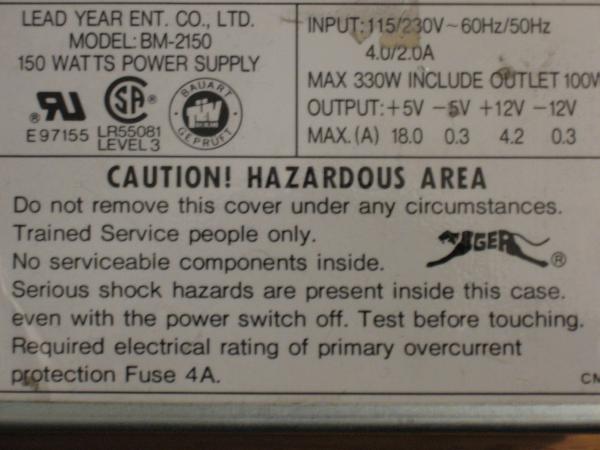 LEAD YEAR ENT. CO., LTD.
MODEL: BM-2150
150 WATTS POWER SUPPLY
E97155
LR55081
LEVEL 3
BAUART
GEPRUFT
INPUT: 115/230V~60Hz/50Hz
4.0/2.0A
MAX 330W INCLUDE OUTLET 100W
OUTPUT: +5V -5V +12V -12V
MAX. (A) 18.0 0.3 4.2 0.3
CAUTION! HAZARDOUS AREA
Do not remove this cover under any circumstances.
Trained Service people only.
TIGER ®
No serviceable components inside.
Serious shock hazards are present inside this case.
even with the power switch off. Test before touching.
Required electrical rating of primary overcurrent
protection Fuse 4A.